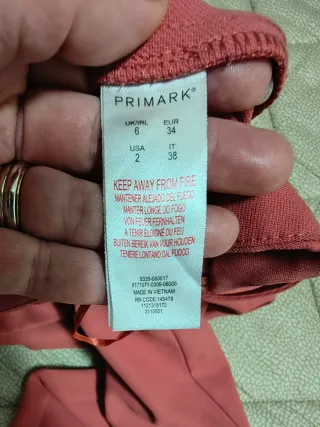 PRIMARK®
UK/IRL EUR
6 34
USA IT
2 38
KEEP AWAY FROM FIRE
MANTENER ALEJADO DEL FUEGO
MANTER LONGE DO FOGO
VON FEUER FERNHALTEN
A TENIR ÉLOIGNÉ DU FEU
BUITEN BEREIK VAN VUUR HOUDEN
TENERE LONTANO DAL FUOCO
MADE IN VIETNAM